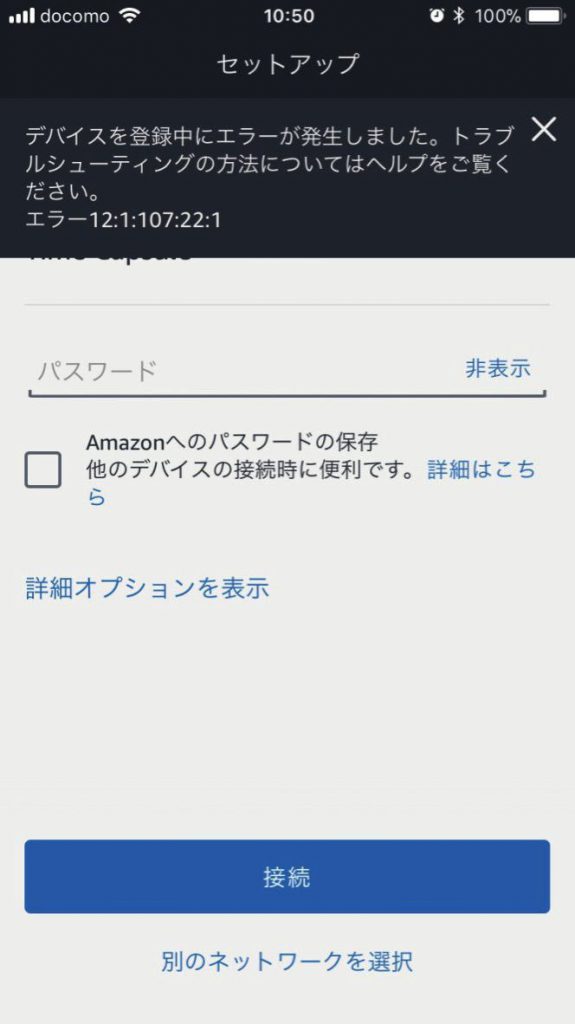 docomo 10:50 100%
セットアップ
デバイスを登録中にエラーが発生しました。トラブ
ルシューティングの方法についてはヘルプをご覧く
ださい。
エラー12:1:107:22:1
Time Capsule
パスワード 非表示
Amazonへのパスワードの保存
他のデバイスの接続時に便利です。詳細はこち
ら
詳細オプションを表示
接続
別のネットワークを選択